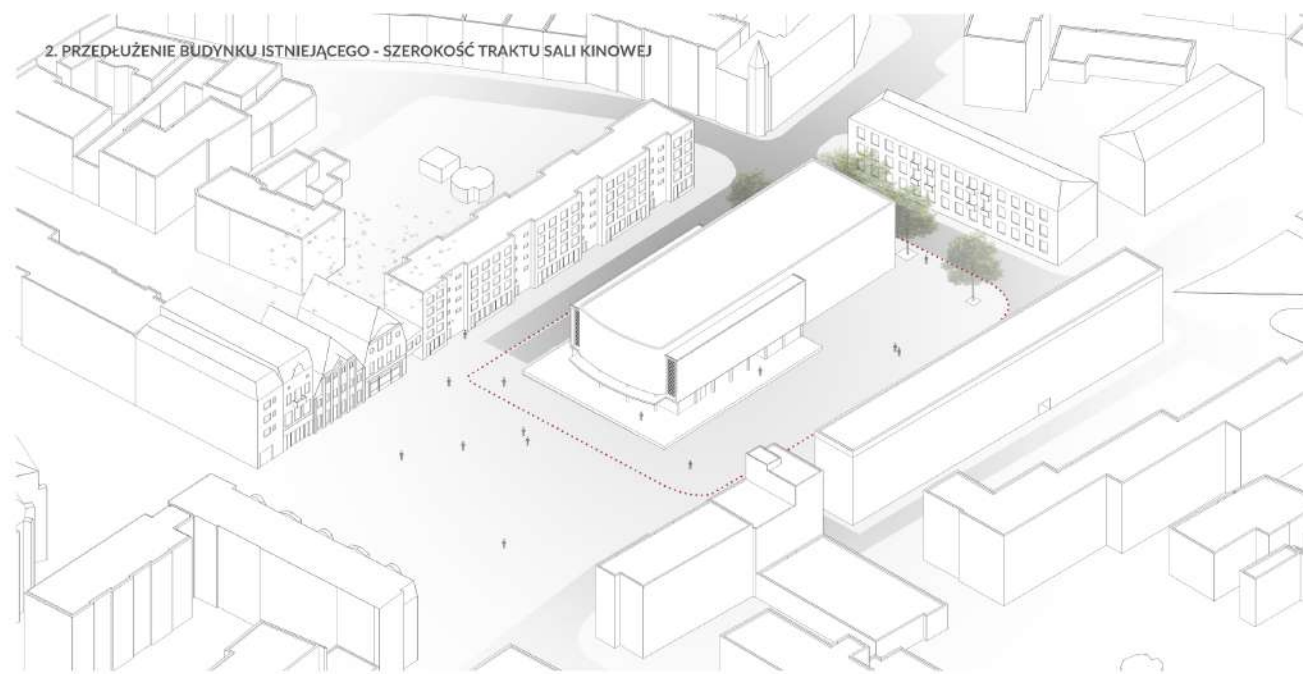 2. PRZEDŁUŻENIE BUDYNKU ISTNIEJĄCEGO - SZEROKOŚĆ TRAKTU SALI KINOWEJ